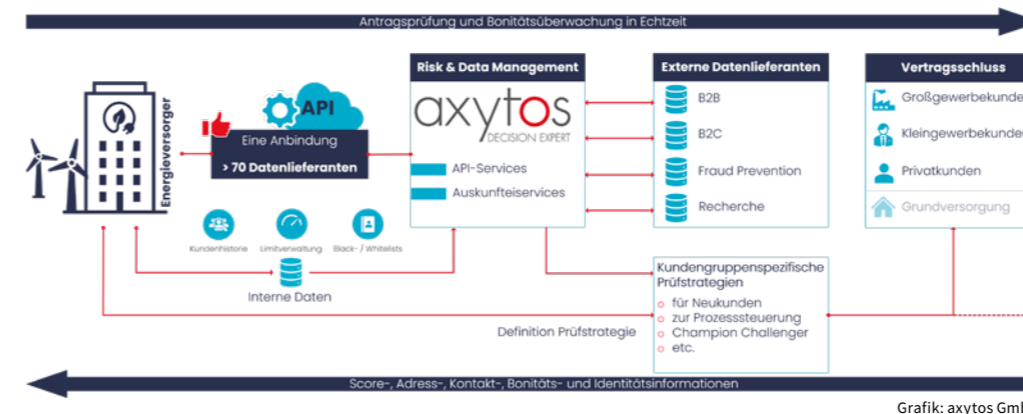 Antragsprüfung und Bonitätsüberwachung in Echtzeit
Energieversorger
API
Eine Anbindung
> 70 Datenlieferanten
Kundenhistorie
Limitverwaltung
Black- / Whitelists
Interne Daten
Risk & Data Management
axytos
DECISION EXPERT
API-Services
Auskunfteiservices
Externe Datenlieferanten
B2B
B2C
Fraud Prevention
Recherche
Vertragsschluss
Großgewerbekunde
Kleingewerbekunden
Privatkunden
Grundversorgung
Kundengruppenspezifische
Prüfstrategien
für Neukunden
zur Prozesssteuerung
Champion Challenger
etc.
Definition Prüfstrategie
Score-, Adress-, Kontakt-, Bonitäts- und Identitätsinformationen
Grafik: axytos